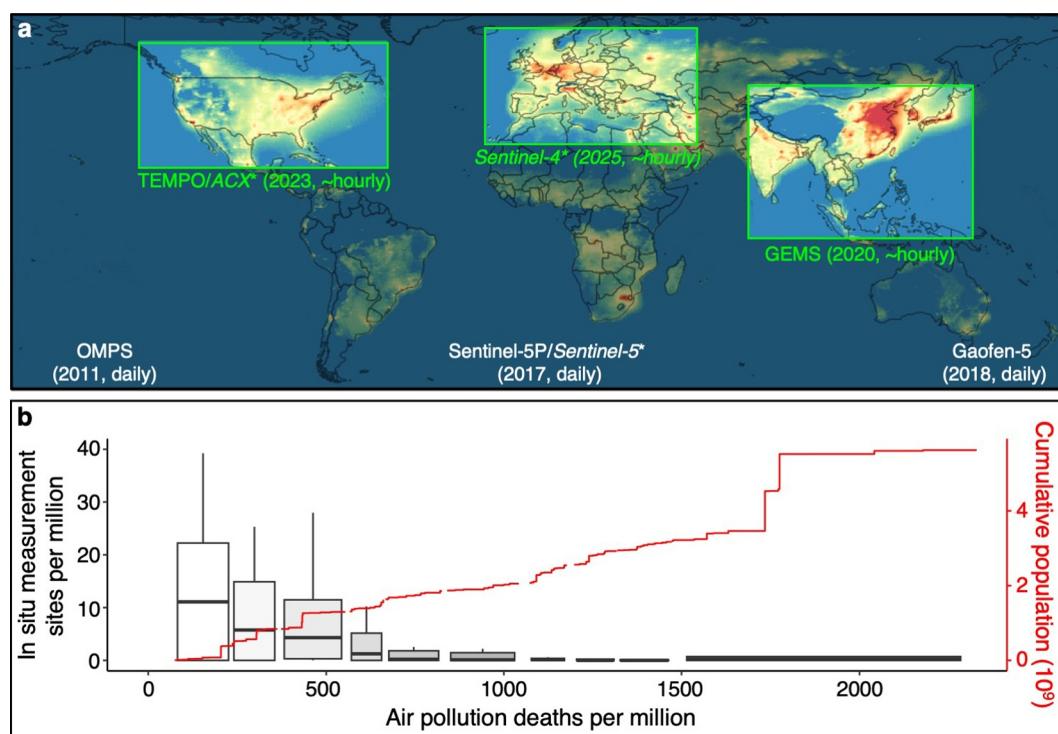 a
TEMPO/ACX* (2023, ~hourly)
Sentinel-4* (2025, ~hourly)
GEMS (2020, ~hourly)
OMPS
(2011, daily)
Sentinel-5P/Sentinel-5*
(2017, daily)
Gaofen-5
(2018, daily)
b
In situ measurement
sites per million
40
30
20
10
0
0
500
1000
1500
2000
Air pollution deaths per million
4
2
0
Cumulative population (10⁹)